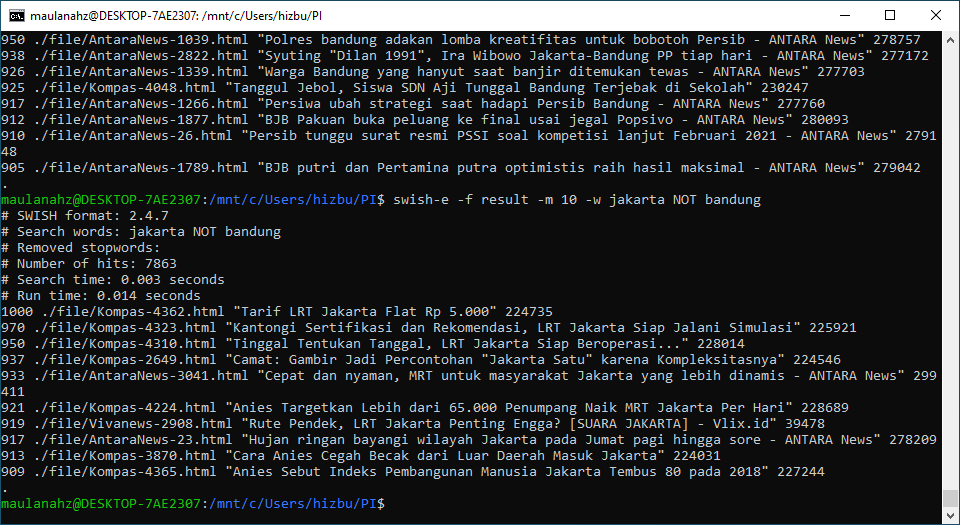 maulanahz@DESKTOP-7AE2307: /mnt/c/Users/hizbu/PI
950 ./file/AntaraNews-1039.html "Polres bandung adakan lomba kreatifitas untuk bobotoh Persib - ANTARA News" 278757
938 ./file/AntaraNews-2822.html "Syuting "Dilan 1991", Ira Wibowo Jakarta-Bandung PP tiap hari - ANTARA News" 277172
926 ./file/AntaraNews-1339.html "Warga Bandung yang hanyut saat banjir ditemukan tewas - ANTARA News" 277703
925 ./file/Kompas-4048.html "Tanggul Jebol, Siswa SDN Aji Tunggal Bandung Terjebak di Sekolah" 230247
917 ./file/AntaraNews-1266.html "Persiwa ubah strategi saat hadapi Persib Bandung - ANTARA News" 277760
912 ./file/AntaraNews-1877.html "BJB Pakuan buka peluang ke final usai jegal Popsivo - ANTARA News" 280093
910 ./file/AntaraNews-26.html "Persib tunggu surat resmi PSSI soal kompetisi lanjut Februari 2021 - ANTARA News" 2791
48
905 ./file/AntaraNews-1789.html "BJB putri dan Pertamina putra optimistis raih hasil maksimal - ANTARA News" 279042
.
maulanahz@DESKTOP-7AE2307:/mnt/c/Users/hizbu/PI$ swish-e -f result -m 10 -w jakarta NOT bandung
# SWISH format: 2.4.7
# Search words: jakarta NOT bandung
# Removed stopwords:
# Number of hits: 7863
# Search time: 0.003 seconds
# Run time: 0.014 seconds
1000 ./file/Kompas-4362.html "Tarif LRT Jakarta Flat Rp 5.000" 224735
970 ./file/Kompas-4323.html "Kantongi Sertifikasi dan Rekomendasi, LRT Jakarta Siap Jalani Simulasi" 225921
950 ./file/Kompas-4310.html "Tinggal Tentukan Tanggal, LRT Jakarta Siap Beroperasi..." 228014
937 ./file/Kompas-2649.html "Camat: Gambir Jadi Percontohan "Jakarta Satu" karena Kompleksitasnya" 224546
933 ./file/AntaraNews-3041.html "Cepat dan nyaman, MRT untuk masyarakat Jakarta yang lebih dinamis - ANTARA News" 299
411
921 ./file/Kompas-4224.html "Anies Targetkan Lebih dari 65.000 Penumpang Naik MRT Jakarta Per Hari" 228689
919 ./file/Vivanews-2908.html "Rute Pendek, LRT Jakarta Penting Engga? [SUARA JAKARTA] - Vlix.id" 39478
917 ./file/AntaraNews-23.html "Hujan ringan bayangi wilayah Jakarta pada Jumat pagi hingga sore - ANTARA News" 278209
913 ./file/Kompas-3870.html "Cara Anies Cegah Becak dari Luar Daerah Masuk Jakarta" 224031
909 ./file/Kompas-4365.html "Anies Sebut Indeks Pembangunan Manusia Jakarta Tembus 80 pada 2018" 227244
.
maulanahz@DESKTOP-7AE2307:/mnt/c/Users/hizbu/PI$